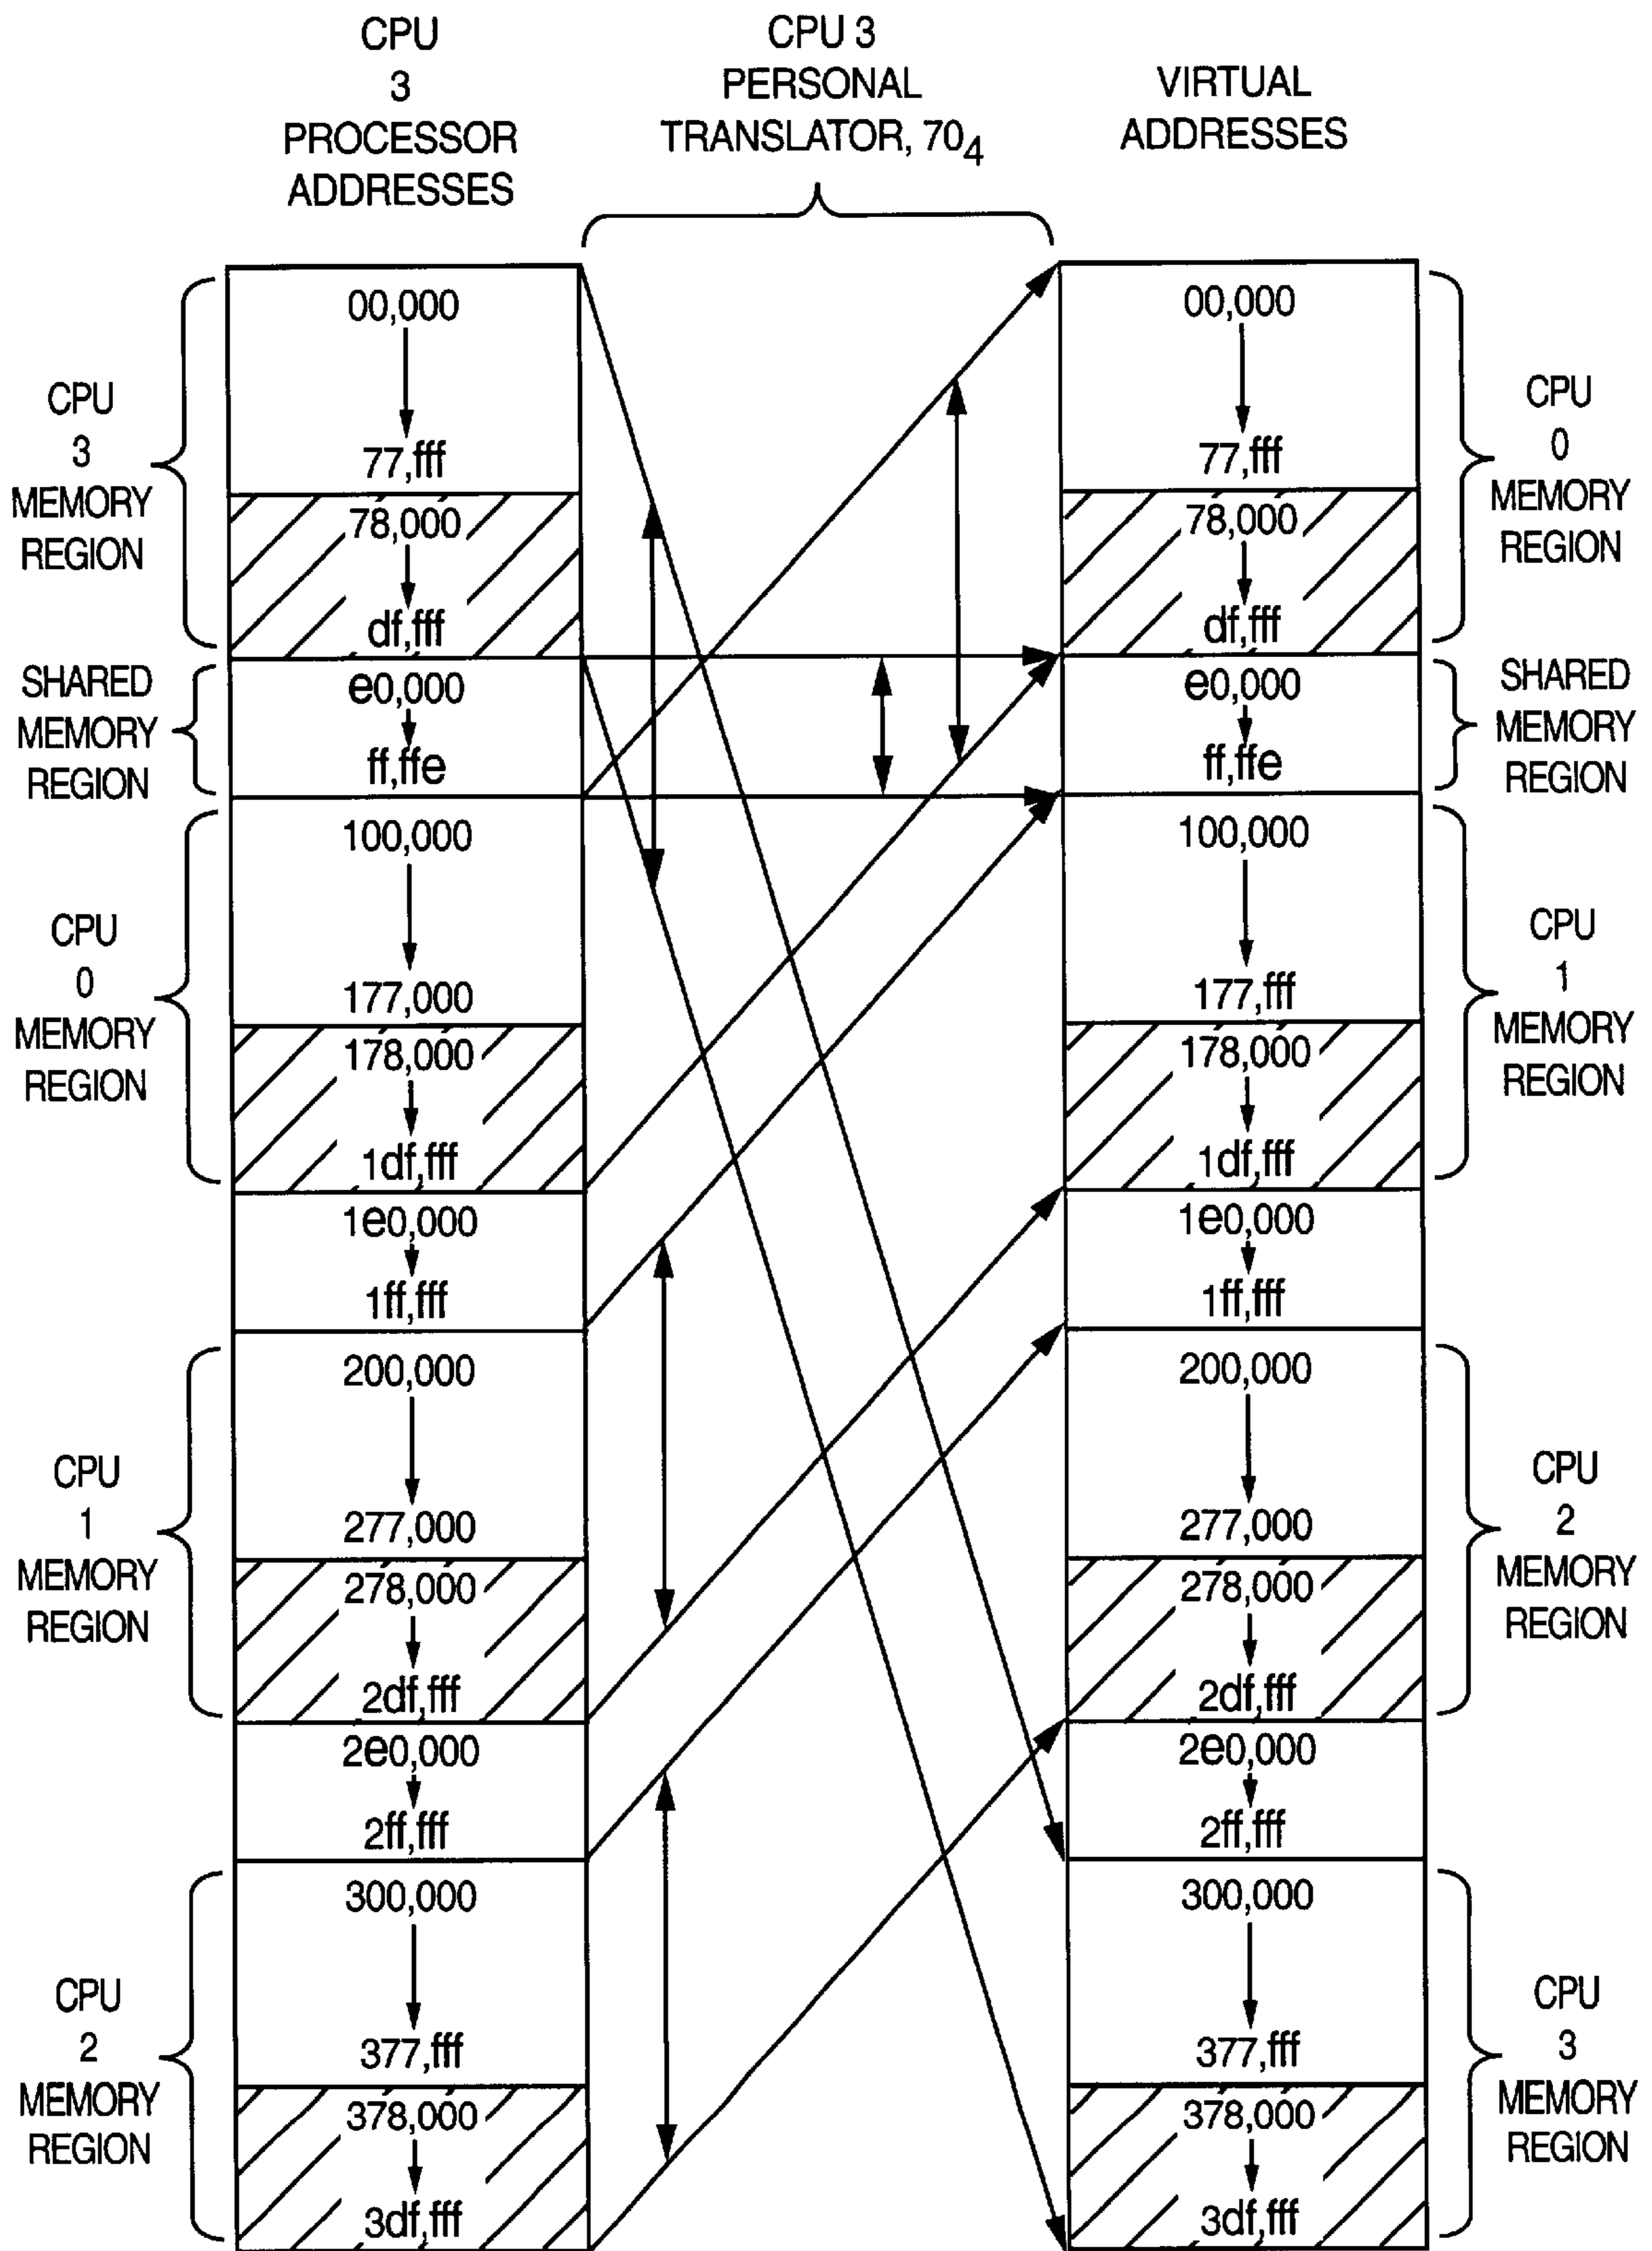 CPU
3
PROCESSOR
ADDRESSES
CPU 3
PERSONAL
TRANSLATOR, 70₄
VIRTUAL
ADDRESSES
CPU
3
MEMORY
REGION
00,000
77,fff
78,000
df,fff
SHARED
MEMORY
REGION
e0,000
ff,ffe
CPU
0
MEMORY
REGION
100,000
177,000
178,000
1df,fff
1e0,000
1ff,fff
CPU
1
MEMORY
REGION
200,000
277,000
278,000
2df,fff
2e0,000
2ff,fff
CPU
2
MEMORY
REGION
300,000
377,fff
378,000
3df,fff
00,000
77,fff
78,000
df,fff
CPU
0
MEMORY
REGION
e0,000
ff,ffe
SHARED
MEMORY
REGION
100,000
177,fff
178,000
1df,fff
CPU
1
MEMORY
REGION
1e0,000
1ff,fff
200,000
277,000
278,000
2df,fff
CPU
2
MEMORY
REGION
2e0,000
2ff,fff
300,000
377,fff
378,000
3df,fff
CPU
3
MEMORY
REGION